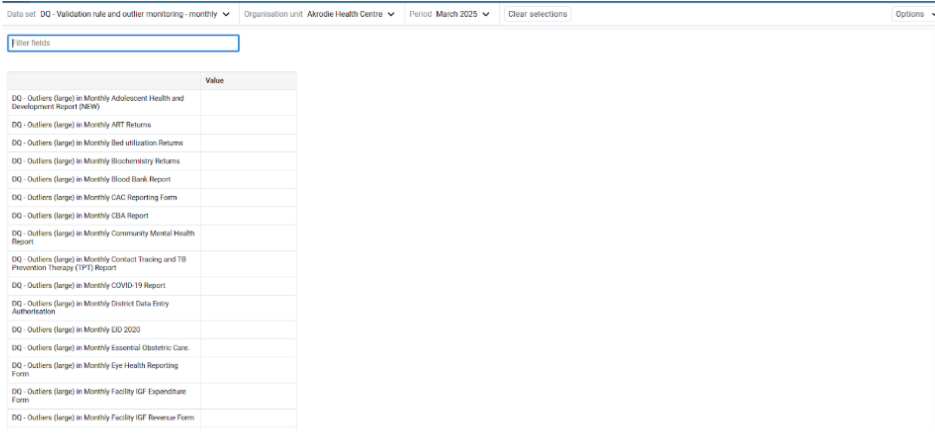 Data set DQ - Validation rule and outlier monitoring - monthly Organisation unit Akrodie Health Centre Period March 2025 Clear selections Options
Filter fields
Value
DQ - Outliers (large) in Monthly Adolescent Health and
Development Report (NEW)
DQ - Outliers (large) in Monthly ART Returns
DQ - Outliers (large) in Monthly Bed utilization Returns
DQ - Outliers (large) in Monthly Biochemistry Returns
DQ - Outliers (large) in Monthly Blood Bank Report
DQ - Outliers (large) in Monthly CAC Reporting Form
DQ - Outliers (large) in Monthly CBA Report
DQ - Outliers (large) in Monthly Community Mental Health
Report
DQ - Outliers (large) in Monthly Contact Tracing and TB
Prevention Therapy (TPT) Report
DQ - Outliers (large) in Monthly COVID-19 Report
DQ - Outliers (large) in Monthly District Data Entry
Authorisation
DQ - Outliers (large) in Monthly EID 2020
DQ - Outliers (large) in Monthly Essential Obstetric Care.
DQ - Outliers (large) in Monthly Eye Health Reporting
Form
DQ - Outliers (large) in Monthly Facility IGF Expenditure
Form
DQ - Outliers (large) in Monthly Facility IGF Revenue Form